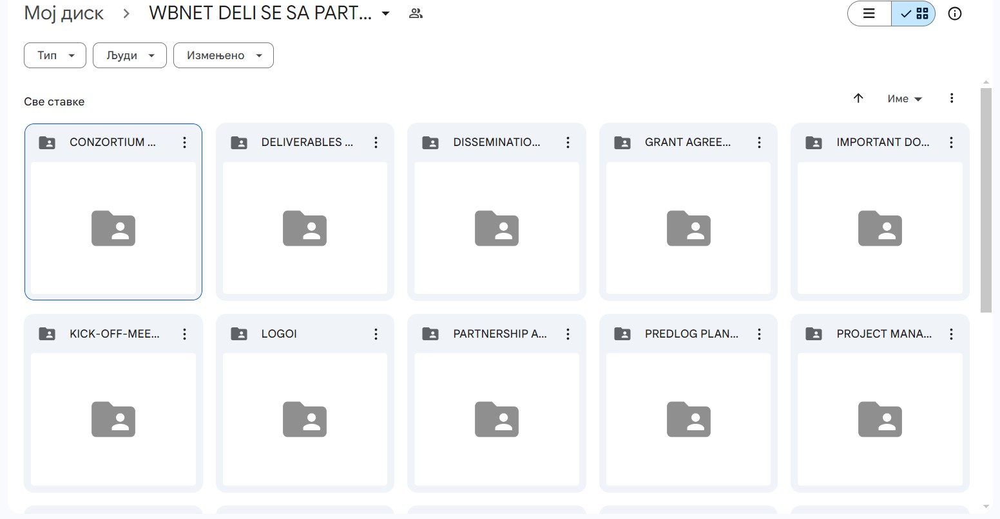 Мој диск > WBNET DELI SE SA PART...
Тип Људи Измењено
Све ставке Име
CONZORTIUM ... DELIVERABLES ... DISSEMINATIO... GRANT AGREE... IMPORTANT DO...
KICK-OFF-MEE... LOGOI PARTNERSHIP A... PREDLOG PLAN... PROJECT MANA...